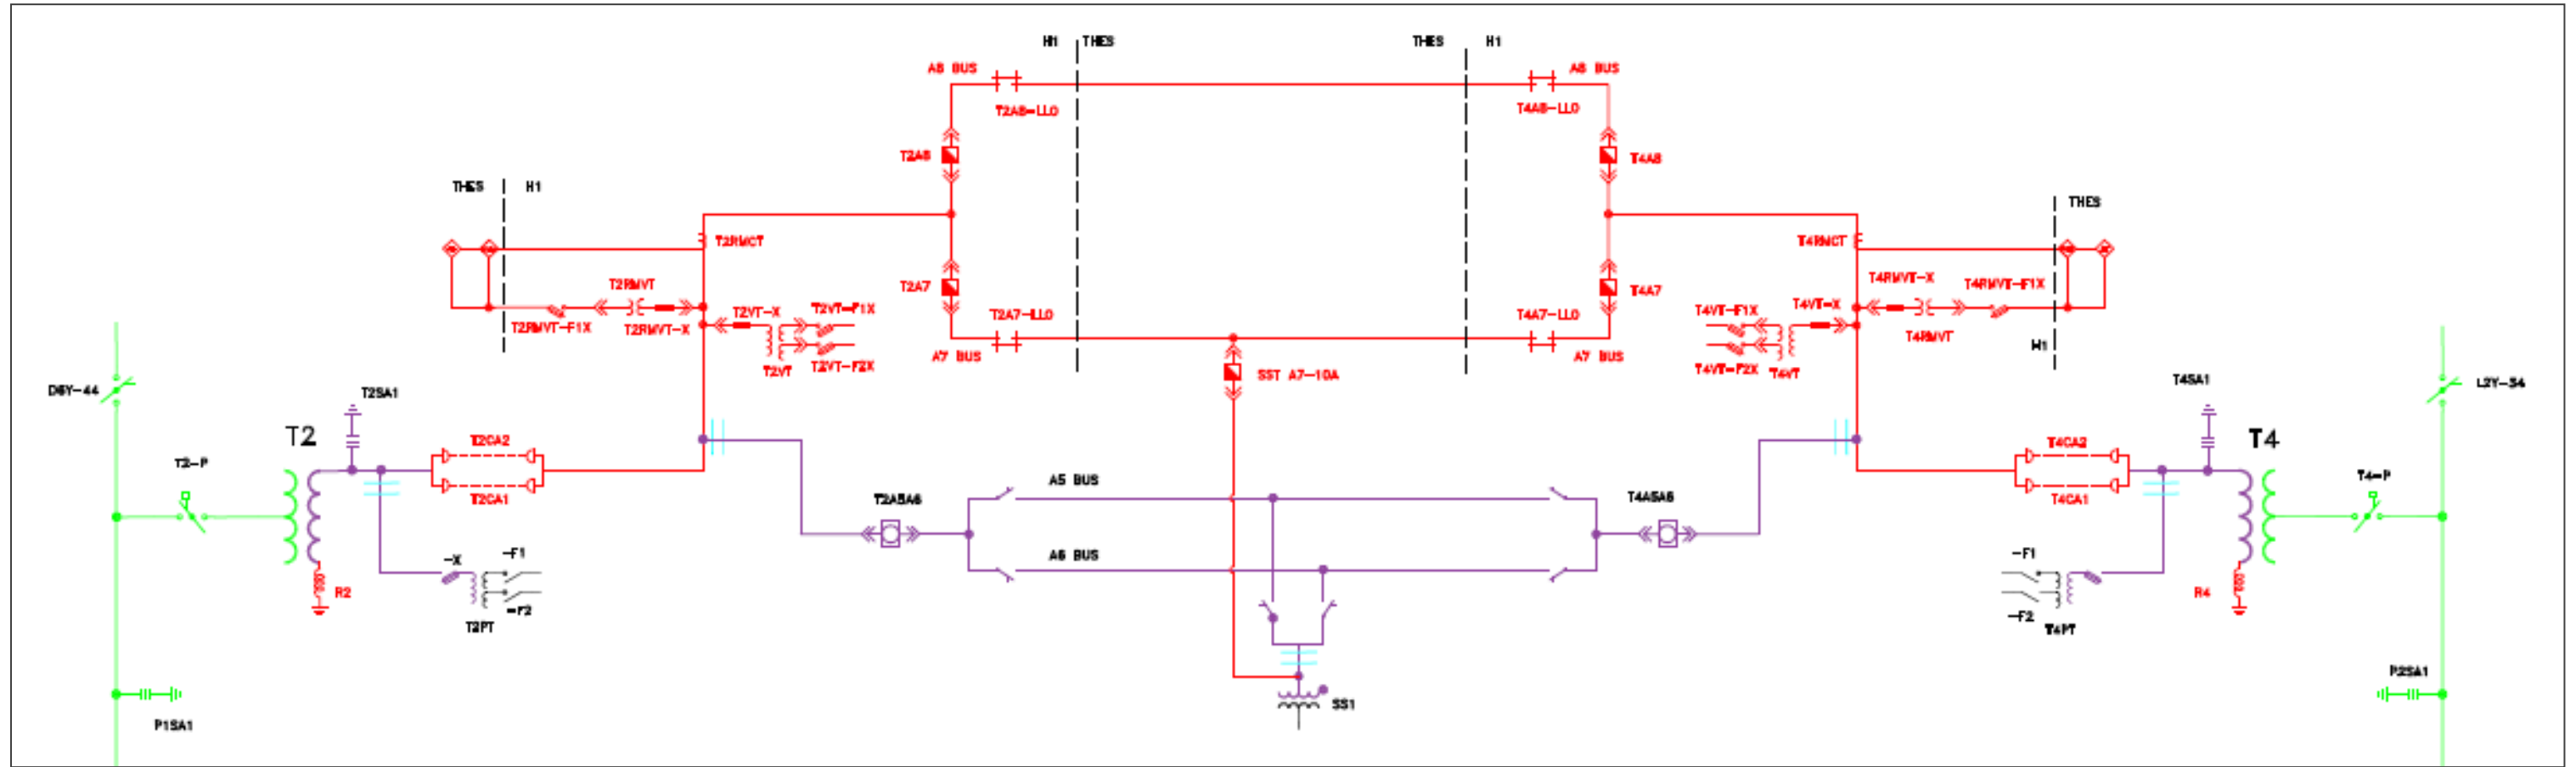 H1 THES THES H1
A8 BUS A8 BUS
T2A8-LLO T4A8-LLO
T2A8 T4A8
THES H1 THES
T2RMCT T4RMCT
T2RMVT T4RMVT-X T4RMVT-F1X
T2A7 T4A7
T2RMVT-F1X T2RMVT-X T2VT-X T2VT-F1X T2A7-LLO T4A7-LLO T4VT-F1X T4VT-X
T4RMVT
H1
A7 BUS A7 BUS
T2VT T2VT-F2X T4VT-F2X T4VT
SST A7-10A
T2SA1 T4SA1
T2 T2CA2 T4CA2 T4
T2-P T4-P
A5 BUS
T2CA1 T2A5A6 T4A5A6 T4CA1
A6 BUS
-X -F1 -F1
R2 R4
-F2 -F2
T2PT T4PT
P2SA1
SS1
P1SA1